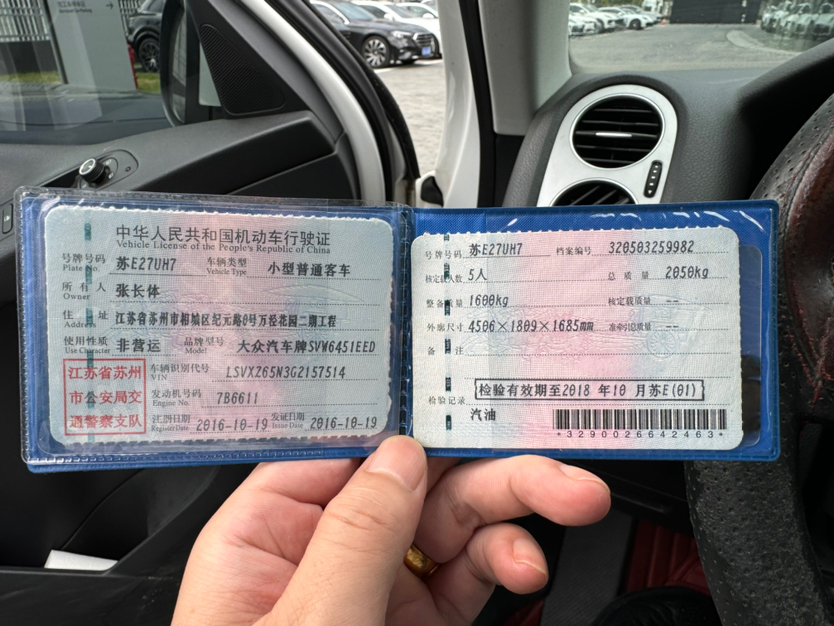 中华人民共和国机动车行驶证
Vehicle License of the People's Republic of China
号牌号码 苏E27UH7 车辆类型 小型普通客车
Plate No. Vehicle Type
所有人 张长体
Owner
住址 江苏省苏州市相城区纪元路0号万径花园二期工程
Address
使用性质 非营运 品牌型号 大众汽车牌SVW6451EED
Use Character Model
江苏省苏州
市公安局交
通警察支队
车辆识别代号 LSVXZ65N3G2157514
VIN
发动机号码 7B6611
Engine No.
注册日期 2016-10-19 发证日期 2016-10-19
Register Date Issue Date
号牌号码 苏E27UH7 档案编号 320503259982
核定载人数 5人 总质量 2050kg
整备质量 1600kg 核定载质量 --
外廓尺寸 4506×1809×1685mm 准牵引总质量 --
备注
检验记录 检验有效期至2018 年10 月苏E(01)
汽油
*3290026642463*